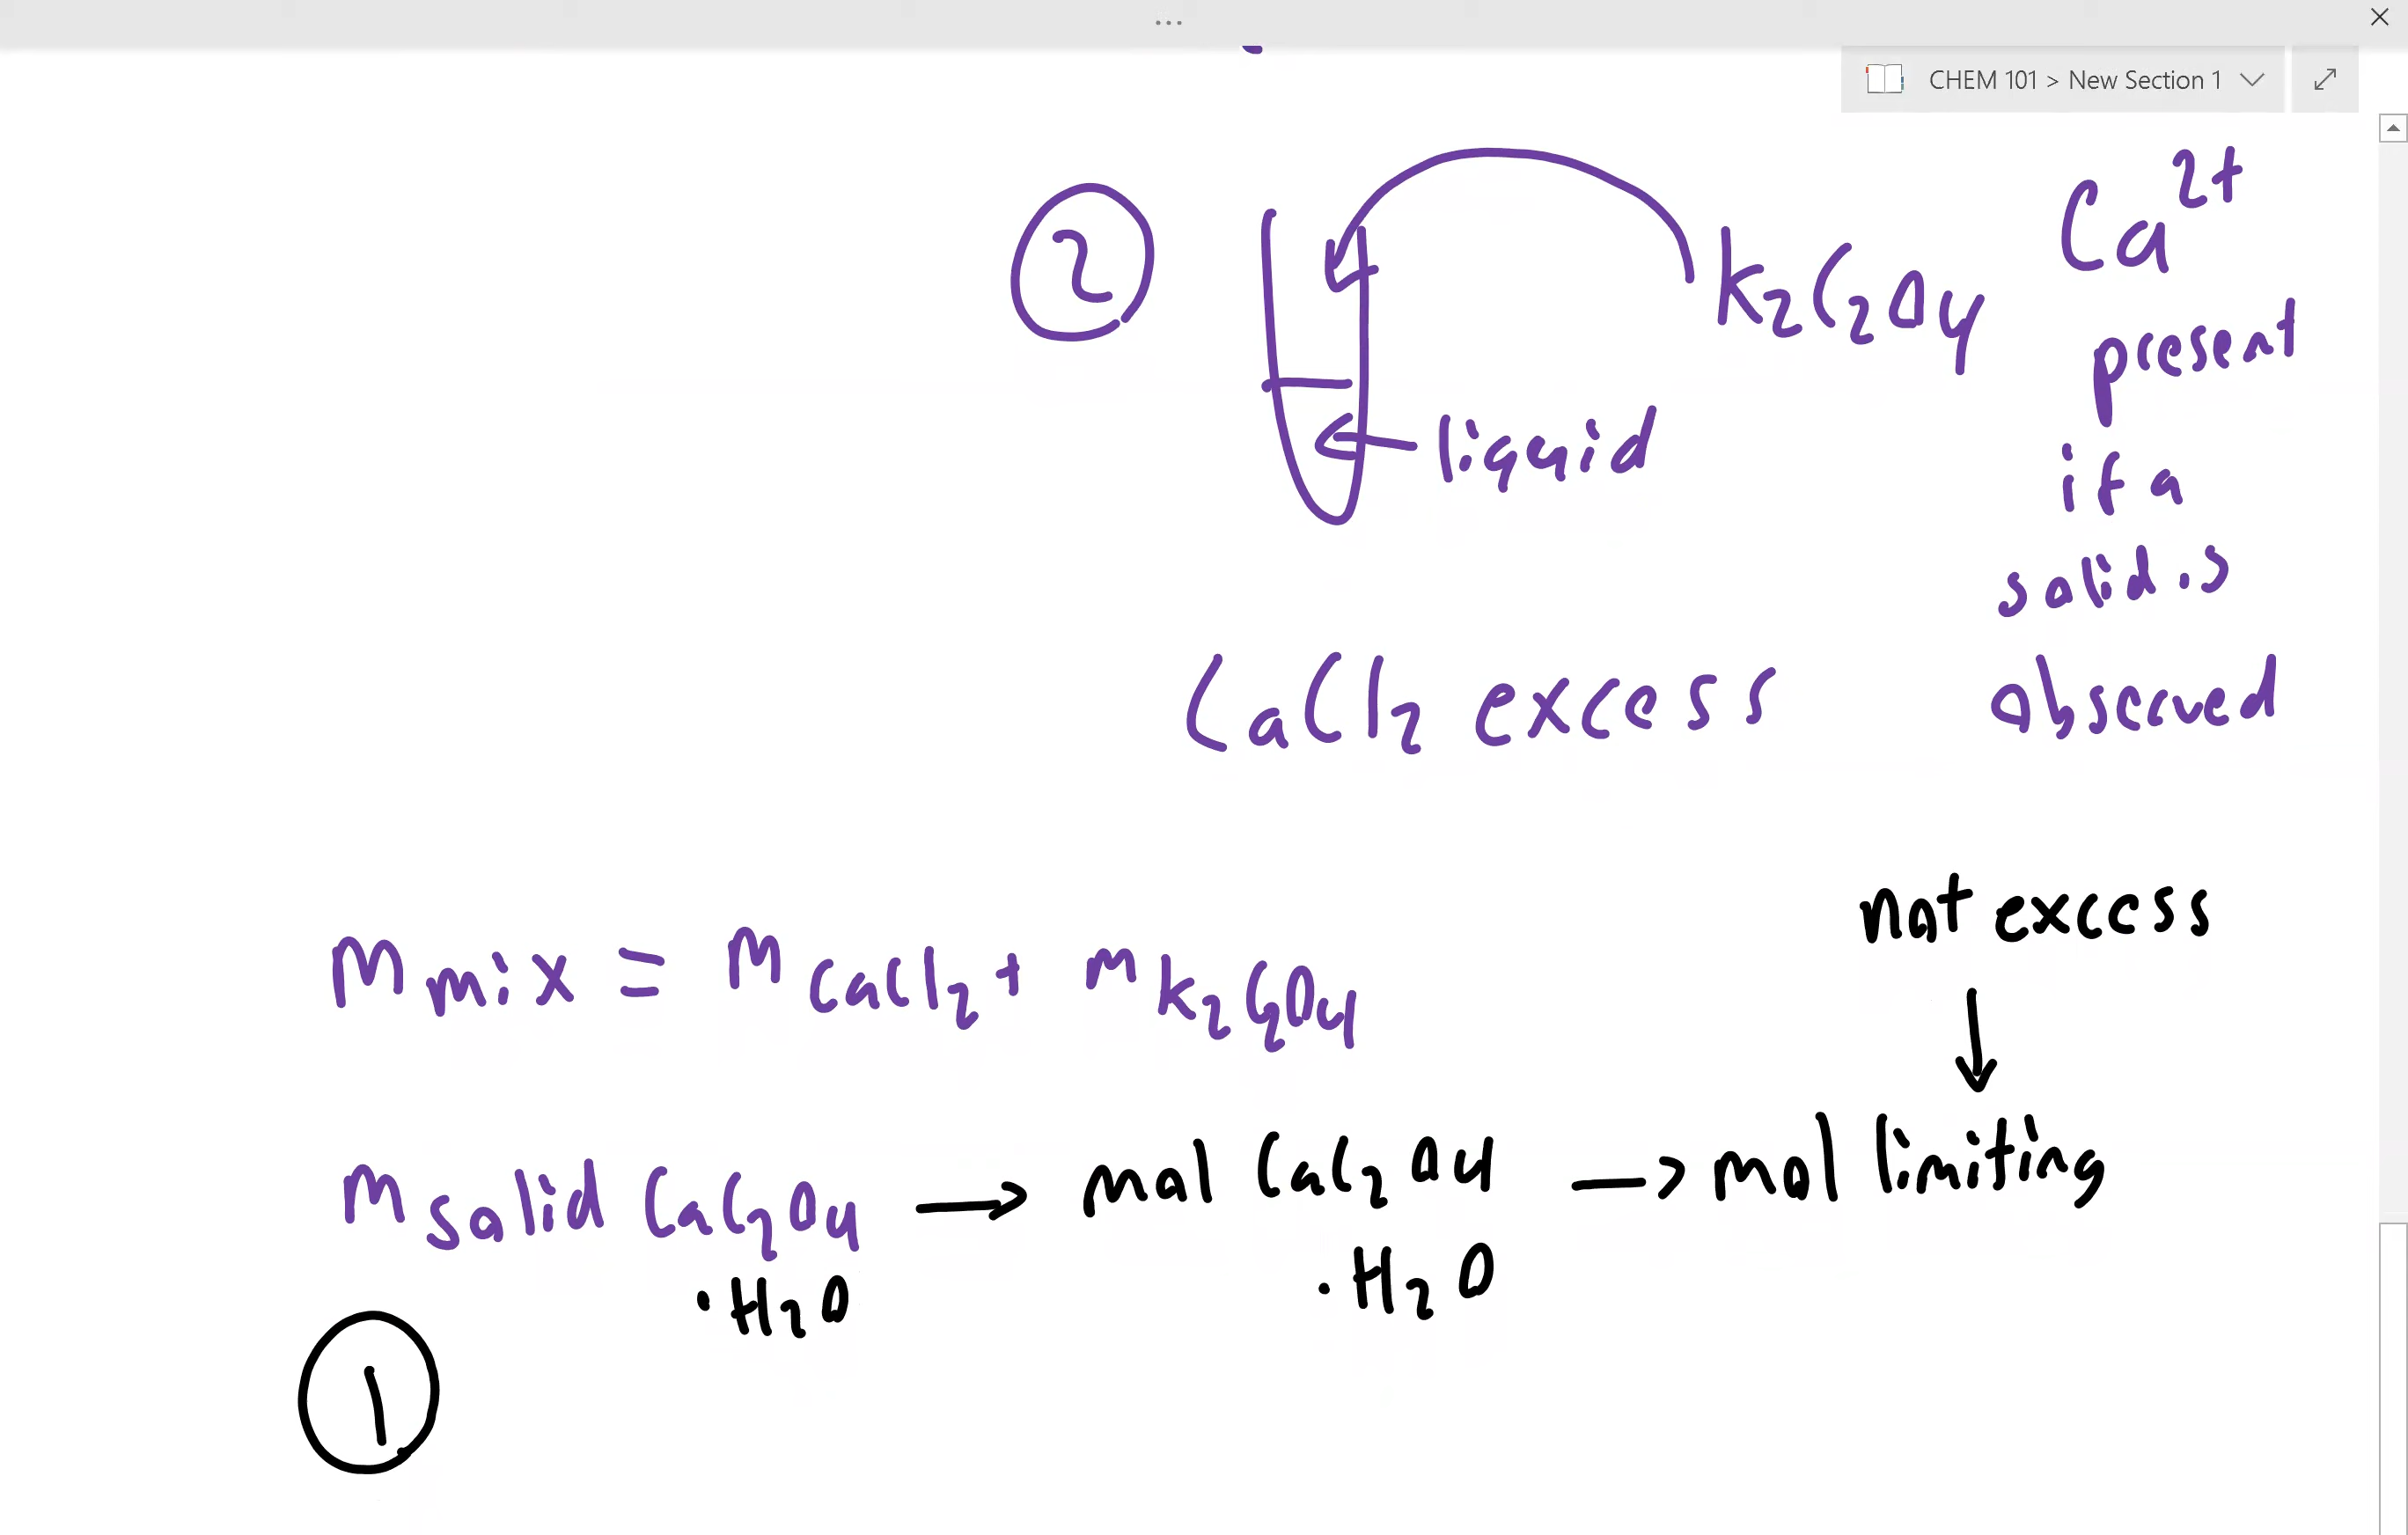 ...
CHEM 101 > New Section 1
2
K₂C₂O₄
liquid
Ca²⁺
present
if a
solid is
observed
CaCl₂ excess
not excess
m mix = m CaCl₂ + m K₂C₂O₄
m solid CaC₂O₄ → mol CaC₂O₄ → mol limiting
·H₂O ·H₂O
1